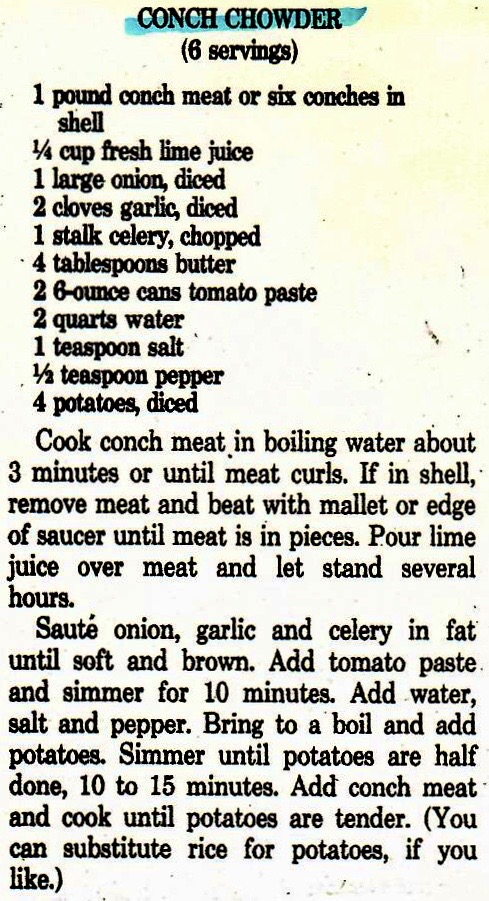 CONCH CHOWDER
(6 servings)
1 pound conch meat or six conches in
shell
¼ cup fresh lime juice
1 large onion, diced
2 cloves garlic, diced
1 stalk celery, chopped
4 tablespoons butter
2 6-ounce cans tomato paste
2 quarts water
1 teaspoon salt
½ teaspoon pepper
4 potatoes, diced
Cook conch meat in boiling water about
3 minutes or until meat curls. If in shell,
remove meat and beat with mallet or edge
of saucer until meat is in pieces. Pour lime
juice over meat and let stand several
hours.
Sauté onion, garlic and celery in fat
until soft and brown. Add tomato paste
and simmer for 10 minutes. Add water,
salt and pepper. Bring to a boil and add
potatoes. Simmer until potatoes are half
done, 10 to 15 minutes. Add conch meat
and cook until potatoes are tender. (You
can substitute rice for potatoes, if you
like.)